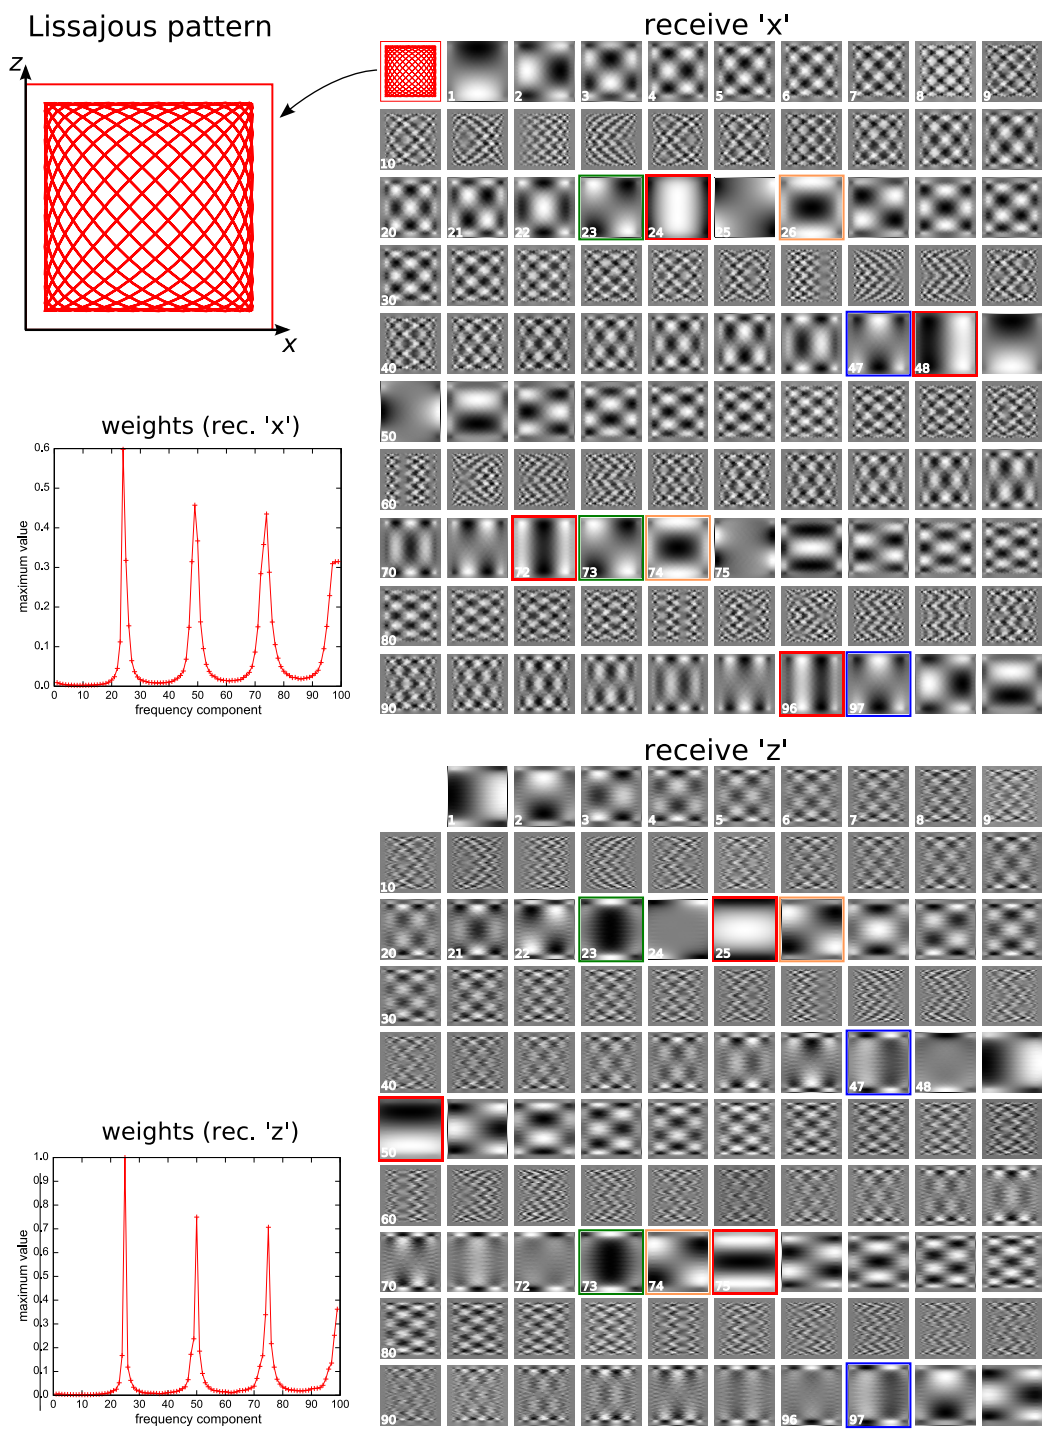 Lissajous pattern
z
x
receive 'x'
1 2 3 4 5 6 7 8 9
10
20 21 22 23 24 25 26
30
40 47 48
50
60
70 72 73 74 75
80
90 96 97
weights (rec. 'x')
maximum value
0.6
0.5
0.4
0.3
0.2
0.1
0.0
0 10 20 30 40 50 60 70 80 90 100
frequency component
receive 'z'
1 2 3 4 5 6 7 8 9
10
20 21 22 23 24 25
30
40 47 48
50
60
70 72 73 74 75
80
90 96 97
weights (rec. 'z')
maximum value
1.0
0.9
0.8
0.7
0.6
0.5
0.4
0.3
0.2
0.1
0.0
0 10 20 30 40 50 60 70 80 90 100
frequency component